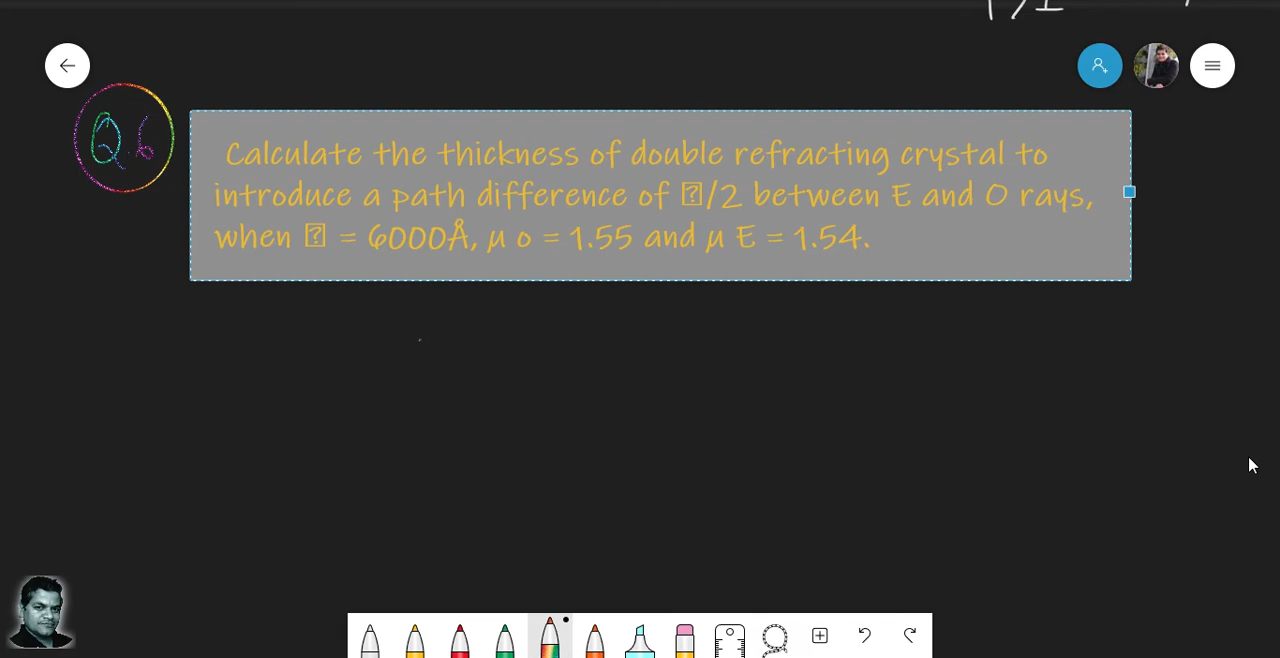 Q.6
Calculate the thickness of double refracting crystal to
introduce a path difference of 🯄/2 between E and O rays,
when 🯄 = 6000Å, μ o = 1.55 and μ E = 1.54.